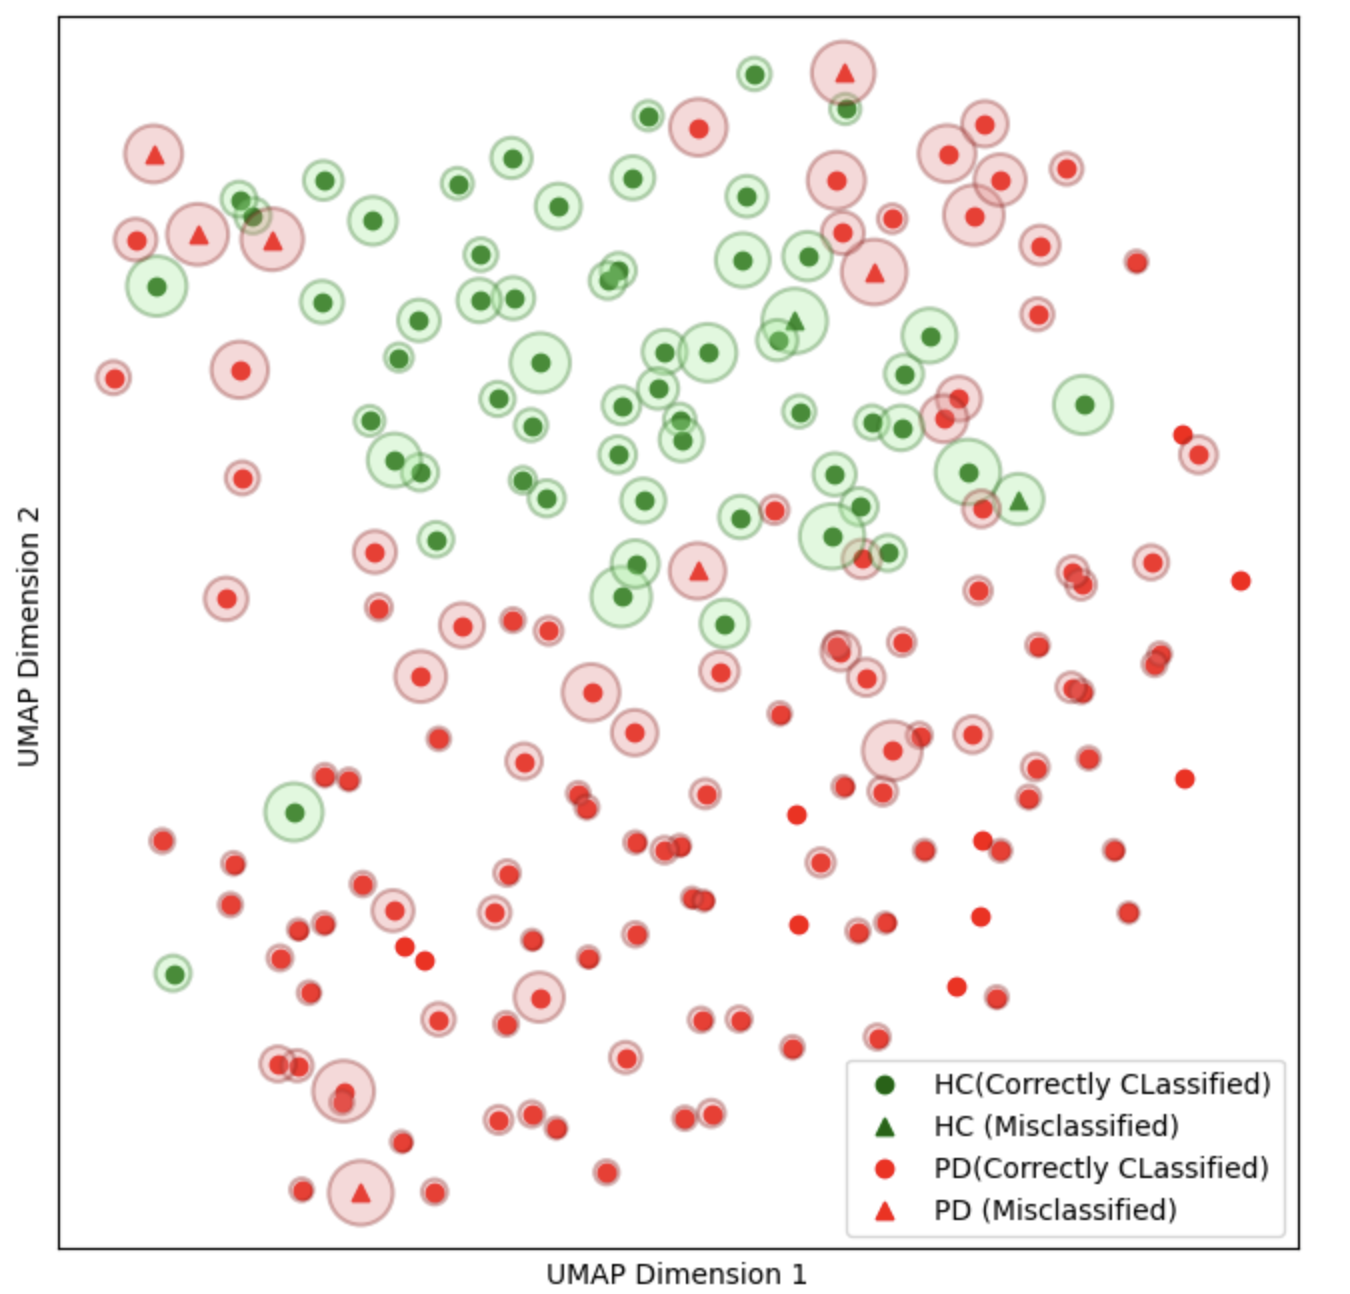 UMAP Dimension 2
HC(Correctly CLassified)
HC (Misclassified)
PD(Correctly CLassified)
PD (Misclassified)
UMAP Dimension 1